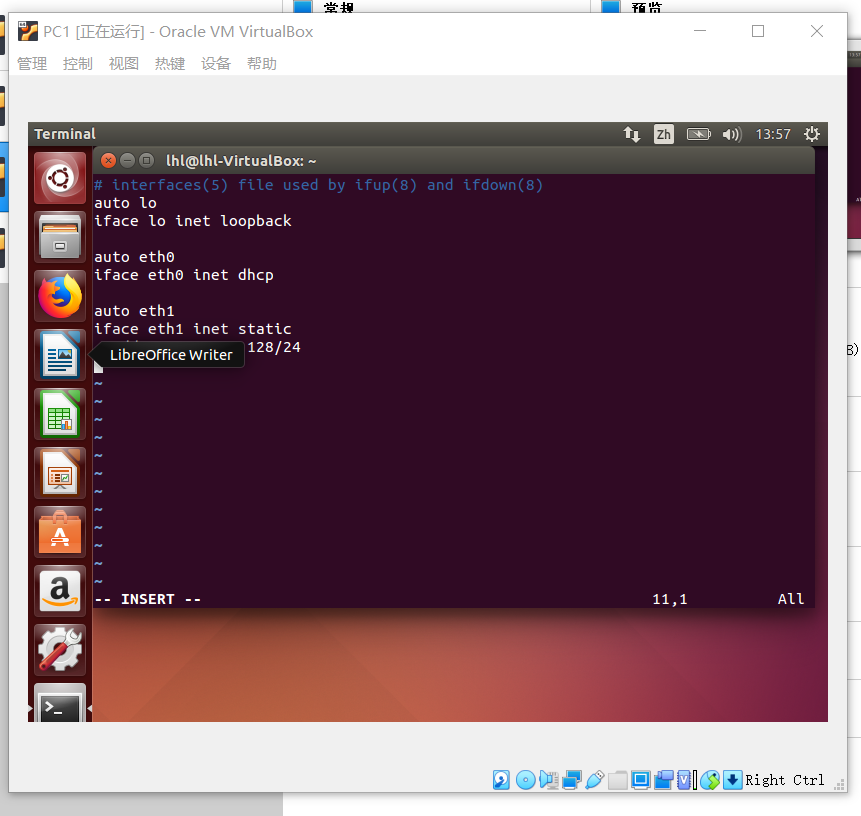 常规
预览
PC1 [正在运行] - Oracle VM VirtualBox
管理 控制 视图 热键 设备 帮助
Terminal
Zh
13:57
lhl@lhl-VirtualBox: ~
# interfaces(5) file used by ifup(8) and ifdown(8)
auto lo
iface lo inet loopback
auto eth0
iface eth0 inet dhcp
auto eth1
iface eth1 inet static
128/24
LibreOffice Writer
~
~
~
~
~
~
~
~
~
~
~
~
-- INSERT -- 11,1 All
Right Ctrl